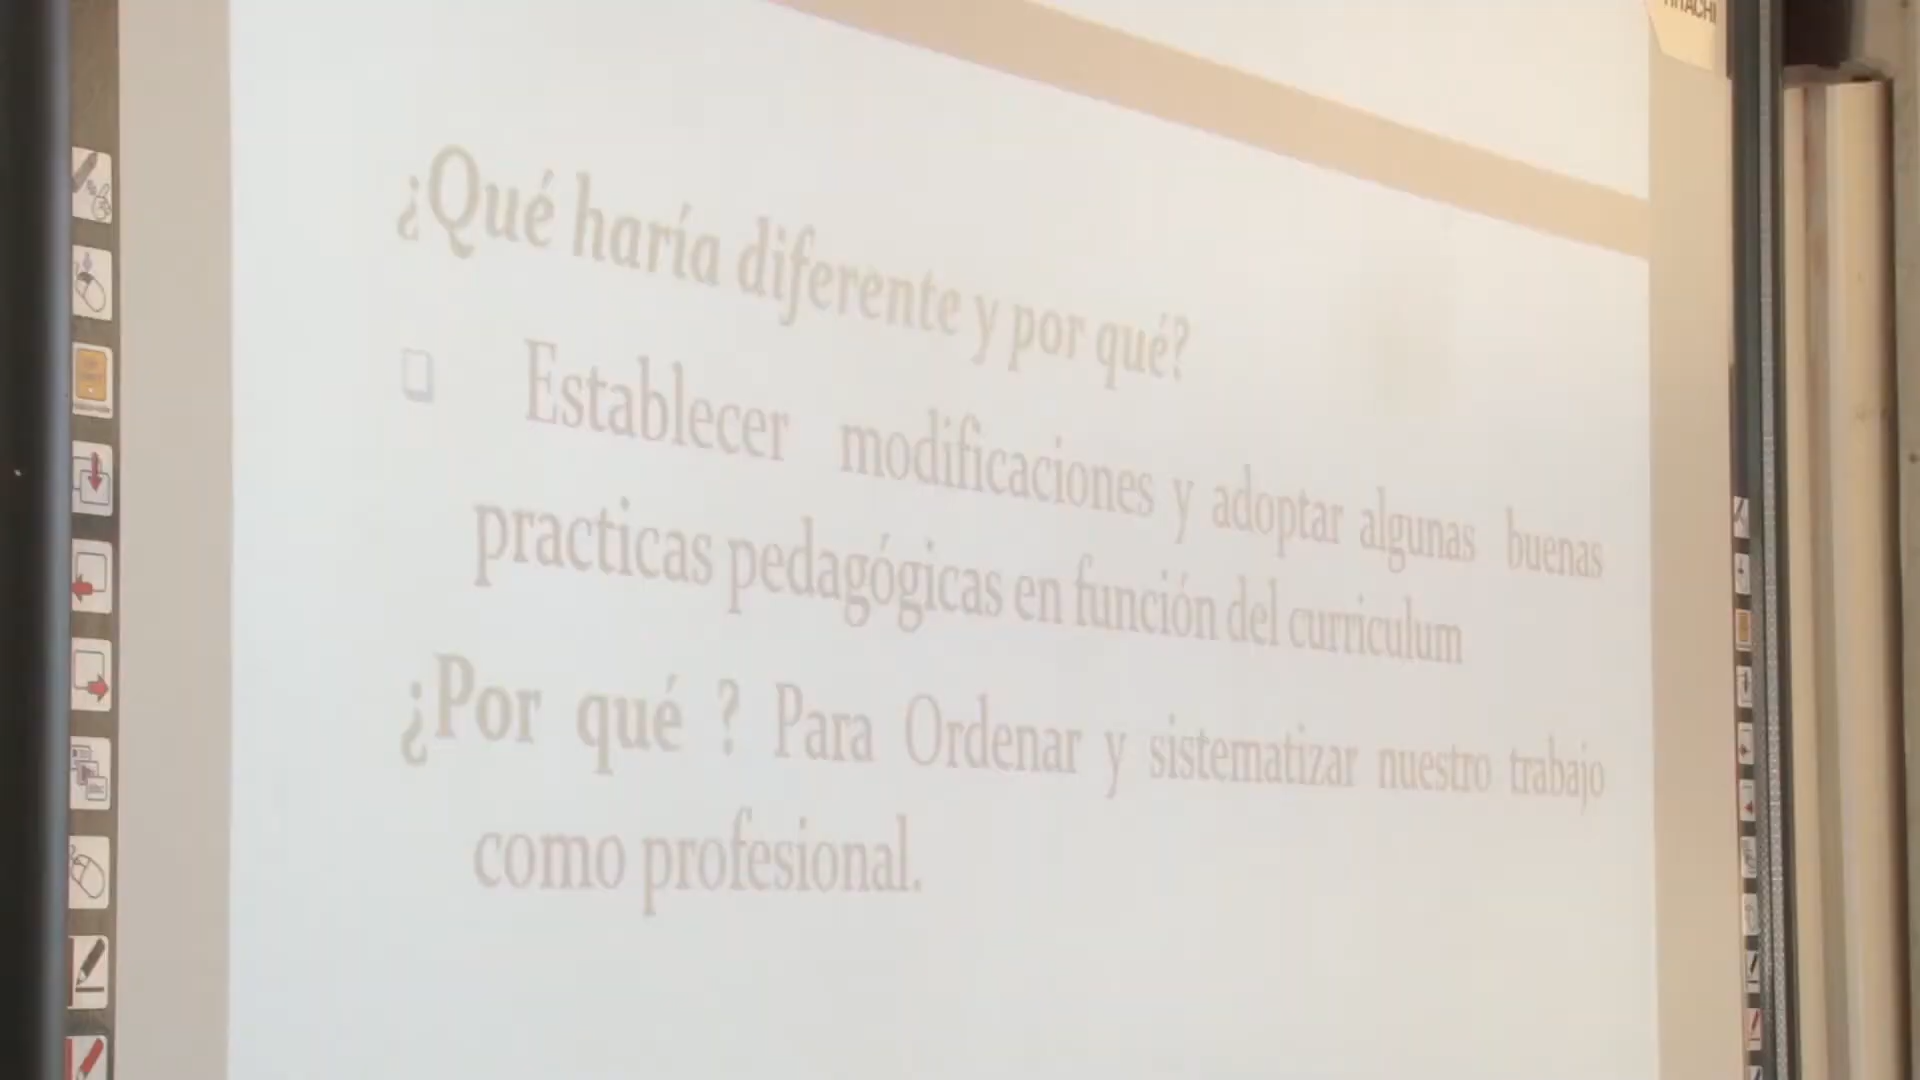 HITACHI
¿Qué haría diferente y por qué?
Establecer modificaciones y adoptar algunas buenas
practicas pedagógicas en función del curriculum
¿Por qué ? Para Ordenar y sistematizar nuestro trabajo
como profesional.